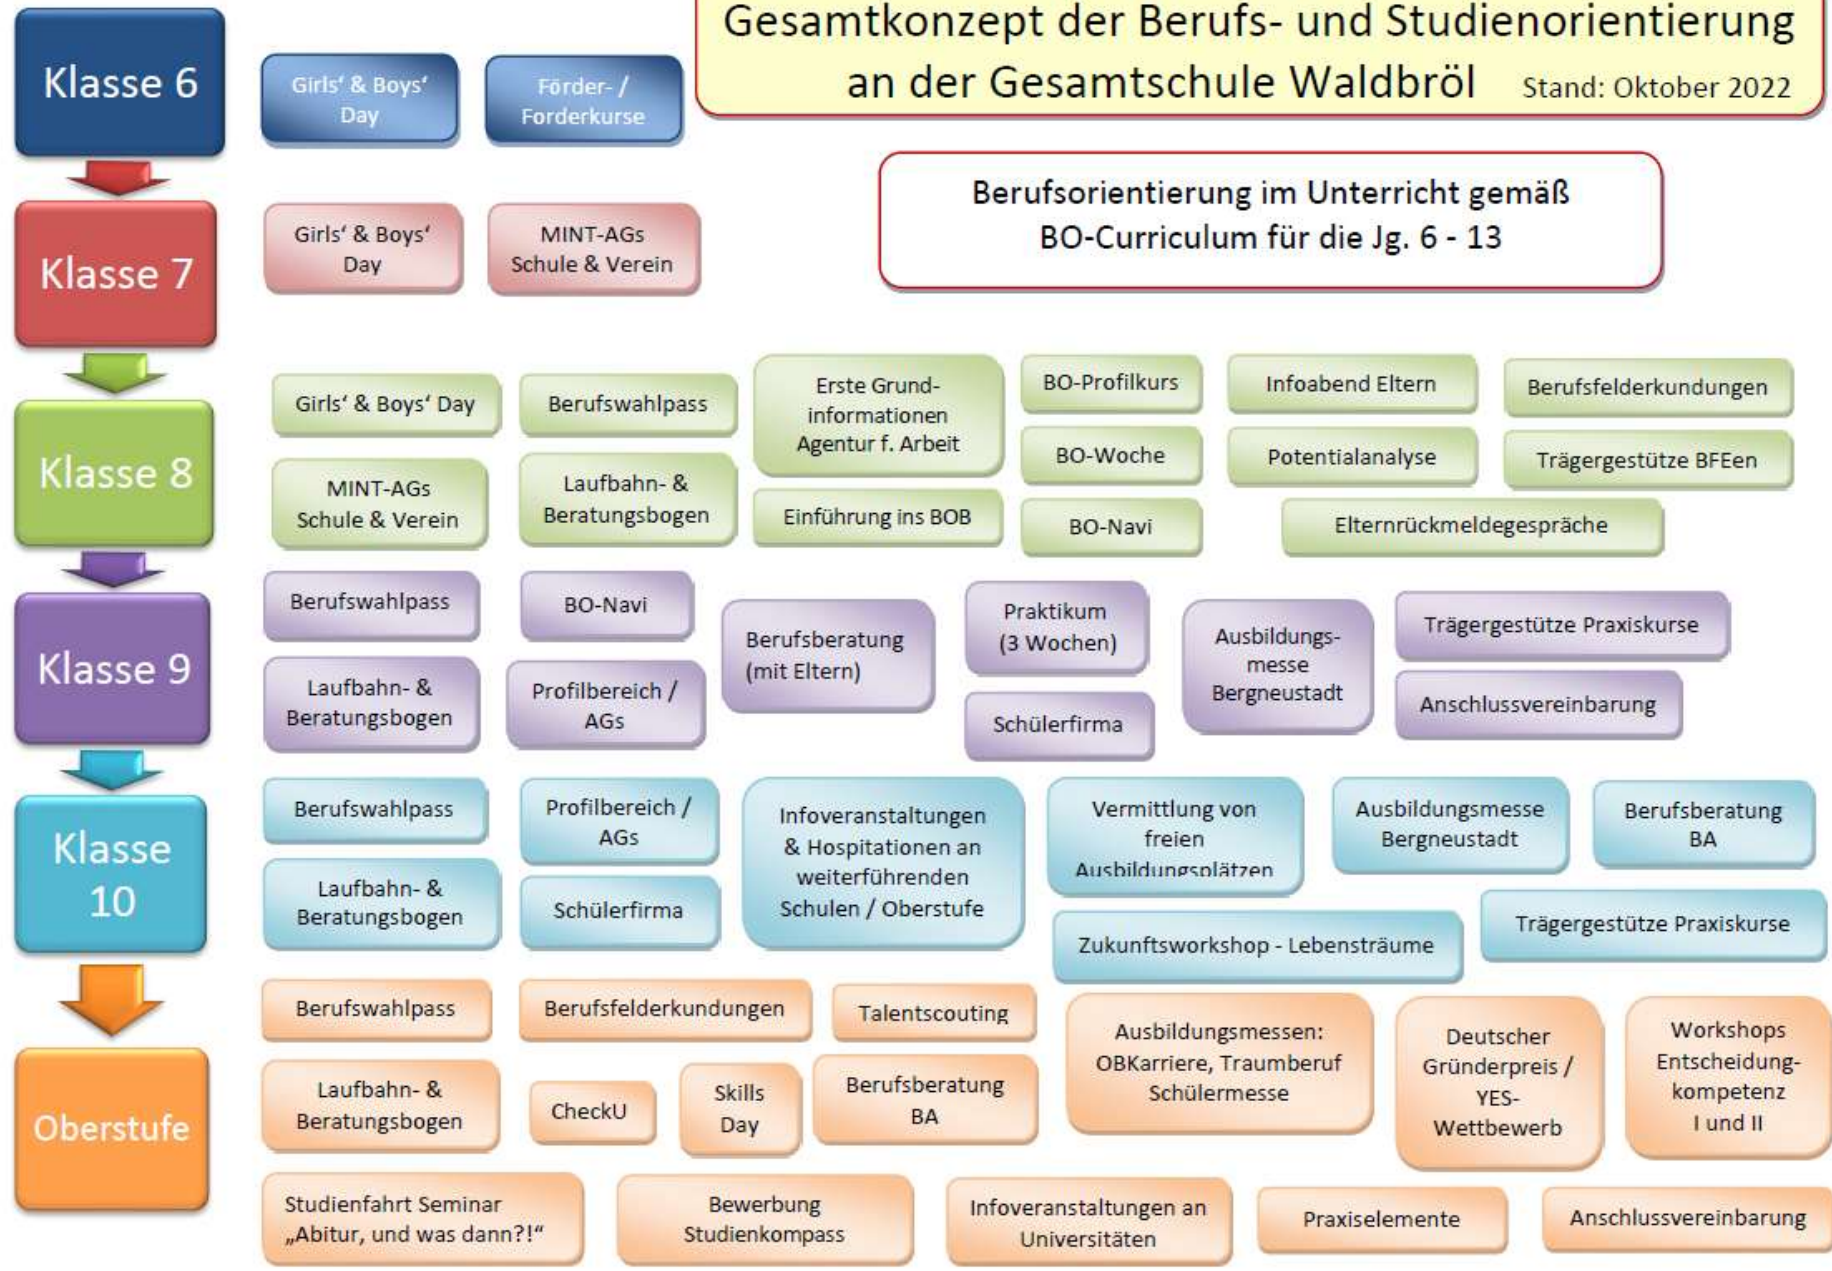 Gesamtkonzept der Berufs- und Studienorientierung
an der Gesamtschule Waldbröl Stand: Oktober 2022
Berufsorientierung im Unterricht gemäß
BO-Curriculum für die Jg. 6 - 13
Klasse 6
Girls‘ & Boys‘
Day
Förder- /
Forderkurse
Klasse 7
Girls‘ & Boys‘
Day
MINT-AGs
Schule & Verein
Klasse 8
Girls‘ & Boys‘ Day
Berufswahlpass
Erste Grund-
informationen
Agentur f. Arbeit
BO-Profilkurs
Infoabend Eltern
Berufsfelderkundungen
MINT-AGs
Schule & Verein
Laufbahn- &
Beratungsbogen
Einführung ins BOB
BO-Woche
BO-Navi
Potentialanalyse
Trägergestütze BFEen
Elternrückmeldegespräche
Klasse 9
Berufswahlpass
BO-Navi
Berufsberatung
(mit Eltern)
Praktikum
(3 Wochen)
Ausbildungs-
messe
Bergneustadt
Trägergestütze Praxiskurse
Laufbahn- &
Beratungsbogen
Profilbereich /
AGs
Schülerfirma
Anschlussvereinbarung
Klasse
10
Berufswahlpass
Profilbereich /
AGs
Infoveranstaltungen
& Hospitationen an
weiterführenden
Schulen / Oberstufe
Vermittlung von
freien
Ausbildungsplätzen
Ausbildungsmesse
Bergneustadt
Berufsberatung
BA
Laufbahn- &
Beratungsbogen
Schülerfirma
Zukunftsworkshop - Lebensträume
Trägergestütze Praxiskurse
Oberstufe
Berufswahlpass
Berufsfelderkundungen
Talentscouting
Ausbildungsmessen:
OBKarriere, Traumberuf
Schülermesse
Deutscher
Gründerpreis /
YES-
Wettbewerb
Workshops
Entscheidung-
kompetenz
I und II
Laufbahn- &
Beratungsbogen
CheckU
Skills
Day
Berufsberatung
BA
Studienfahrt Seminar
„Abitur, und was dann?!“
Bewerbung
Studienkompass
Infoveranstaltungen an
Universitäten
Praxiselemente
Anschlussvereinbarung